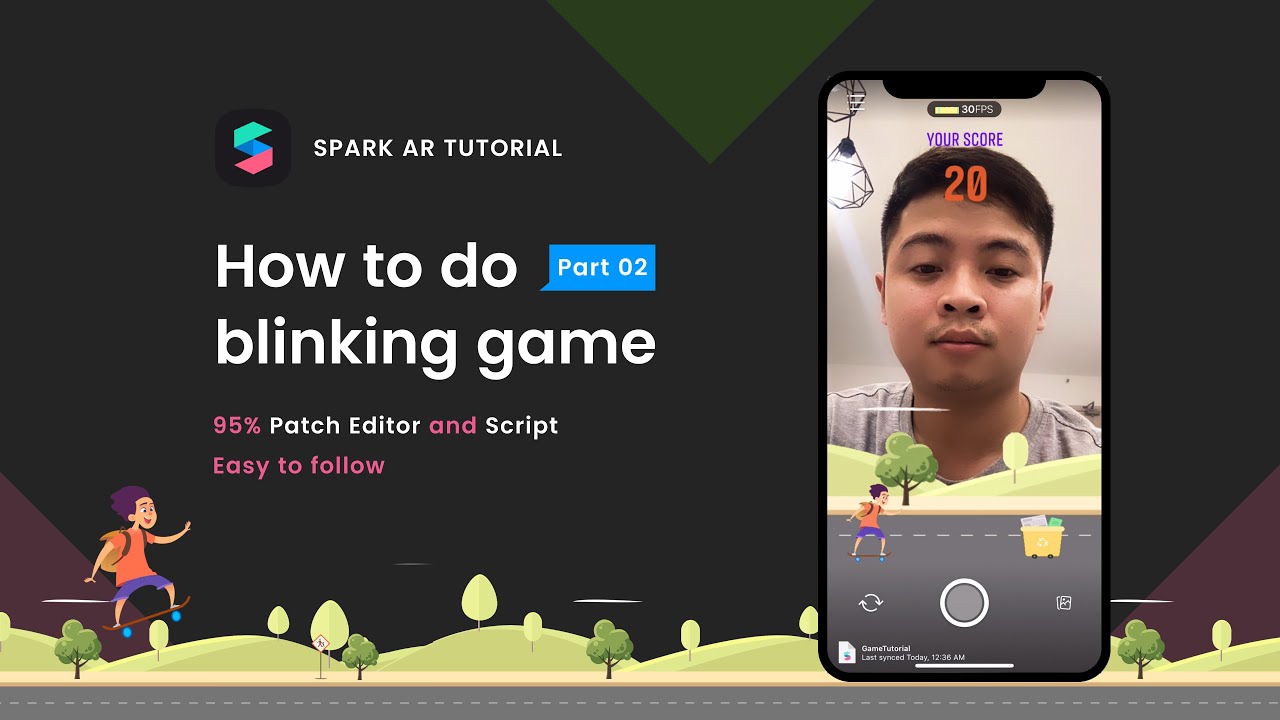 SPARK AR TUTORIAL
How to do
Part 02
blinking game
95% Patch Editor and Script
Easy to follow
30FPS
YOUR SCORE
20
GameTutorial
Last synced Today, 12:36 AM